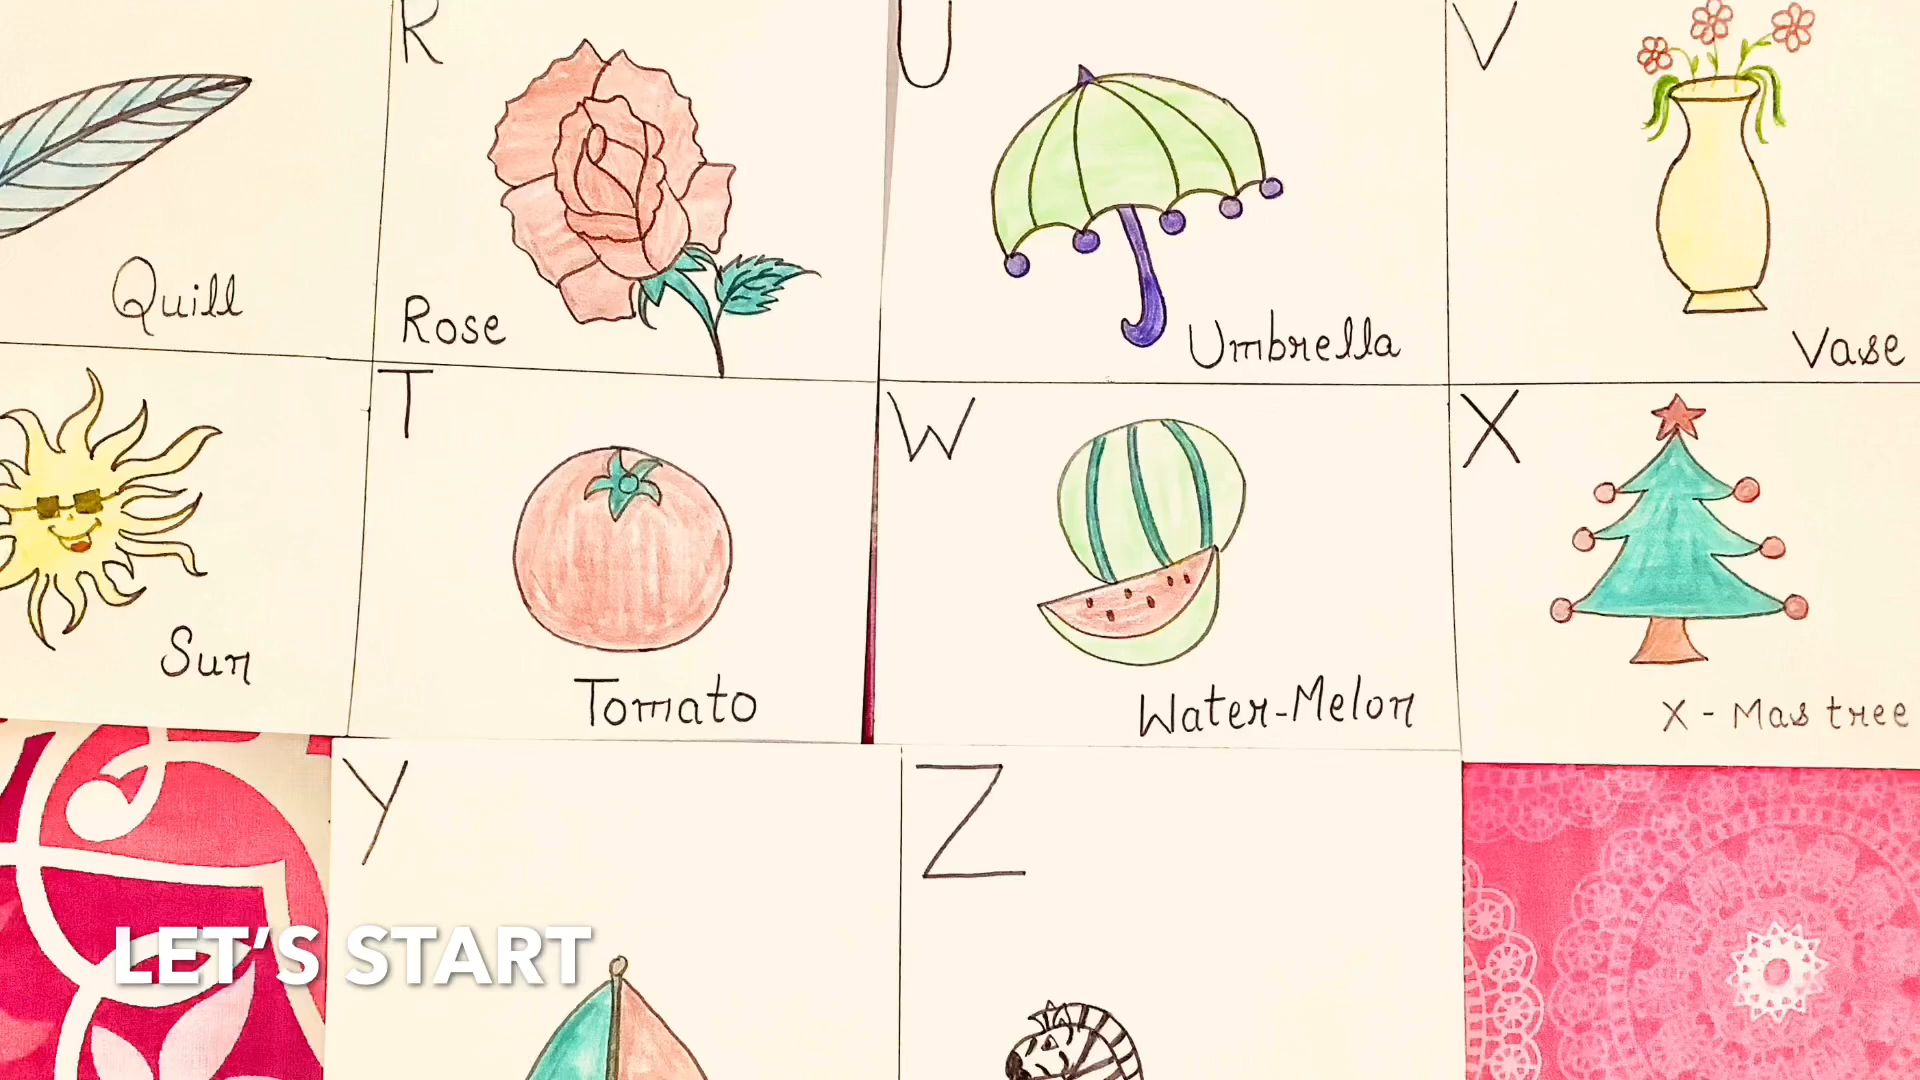 R
U
V
Quill
Rose
Umbrella
Vase
T
W
X
Sun
Tomato
Water-Melon
X - Mas tree
Y
Z
LET'S START